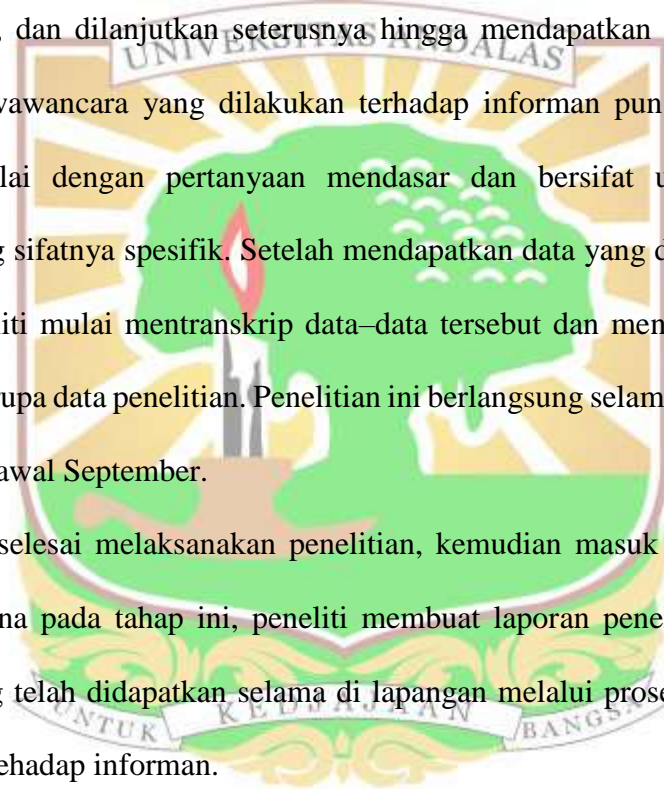 , dan dilanjutkan seterusnya hingga mendapatkan
UNIVERSITAS ANDALAS
wawancara yang dilakukan terhadap informan pun
lai dengan pertanyaan mendasar dan bersifat u
g sifatnya spesifik. Setelah mendapatkan data yang d
liti mulai mentranskrip data–data tersebut dan men
rupa data penelitian. Penelitian ini berlangsung selam
awal September.
selesai melaksanakan penelitian, kemudian masuk
na pada tahap ini, peneliti membuat laporan pene
g telah didapatkan selama di lapangan melalui prose
UNTUK KEDJAJAAN BANGSA
ehadap informan.